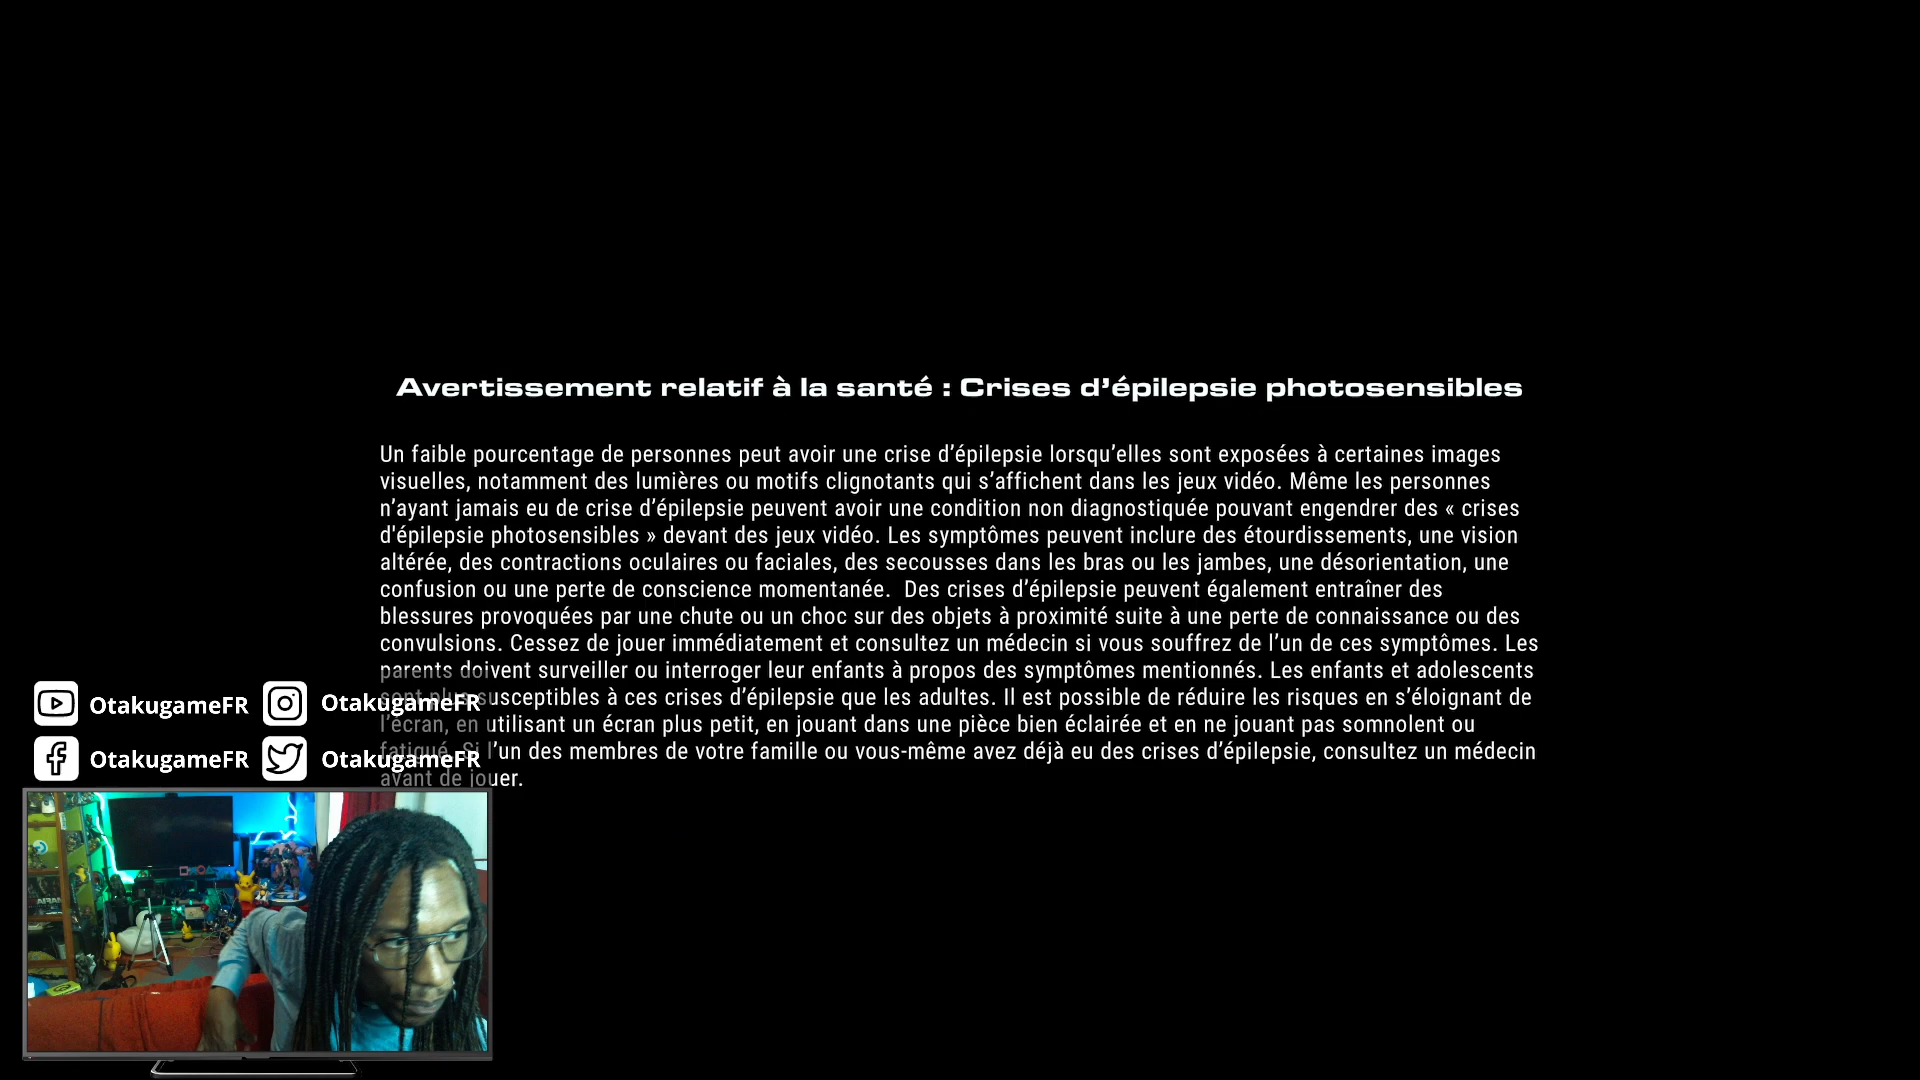 Avertissement relatif à la santé : Crises d’épilepsie photosensibles
Un faible pourcentage de personnes peut avoir une crise d’épilepsie lorsqu’elles sont exposées à certaines images
visuelles, notamment des lumières ou motifs clignotants qui s’affichent dans les jeux vidéo. Même les personnes
n’ayant jamais eu de crise d’épilepsie peuvent avoir une condition non diagnostiquée pouvant engendrer des « crises
d'épilepsie photosensibles » devant des jeux vidéo. Les symptômes peuvent inclure des étourdissements, une vision
altérée, des contractions oculaires ou faciales, des secousses dans les bras ou les jambes, une désorientation, une
confusion ou une perte de conscience momentanée.  Des crises d’épilepsie peuvent également entraîner des
blessures provoquées par une chute ou un choc sur des objets à proximité suite à une perte de connaissance ou des
convulsions. Cessez de jouer immédiatement et consultez un médecin si vous souffrez de l’un de ces symptômes. Les
parents doivent surveiller ou interroger leur enfants à propos des symptômes mentionnés. Les enfants et adolescents
sont plus susceptibles à ces crises d’épilepsie que les adultes. Il est possible de réduire les risques en s’éloignant de
l’écran, en utilisant un écran plus petit, en jouant dans une pièce bien éclairée et en ne jouant pas somnolent ou
fatigué. Si l’un des membres de votre famille ou vous-même avez déjà eu des crises d’épilepsie, consultez un médecin
avant de jouer.
OtakugameFR
OtakugameFR
OtakugameFR
OtakugameFR